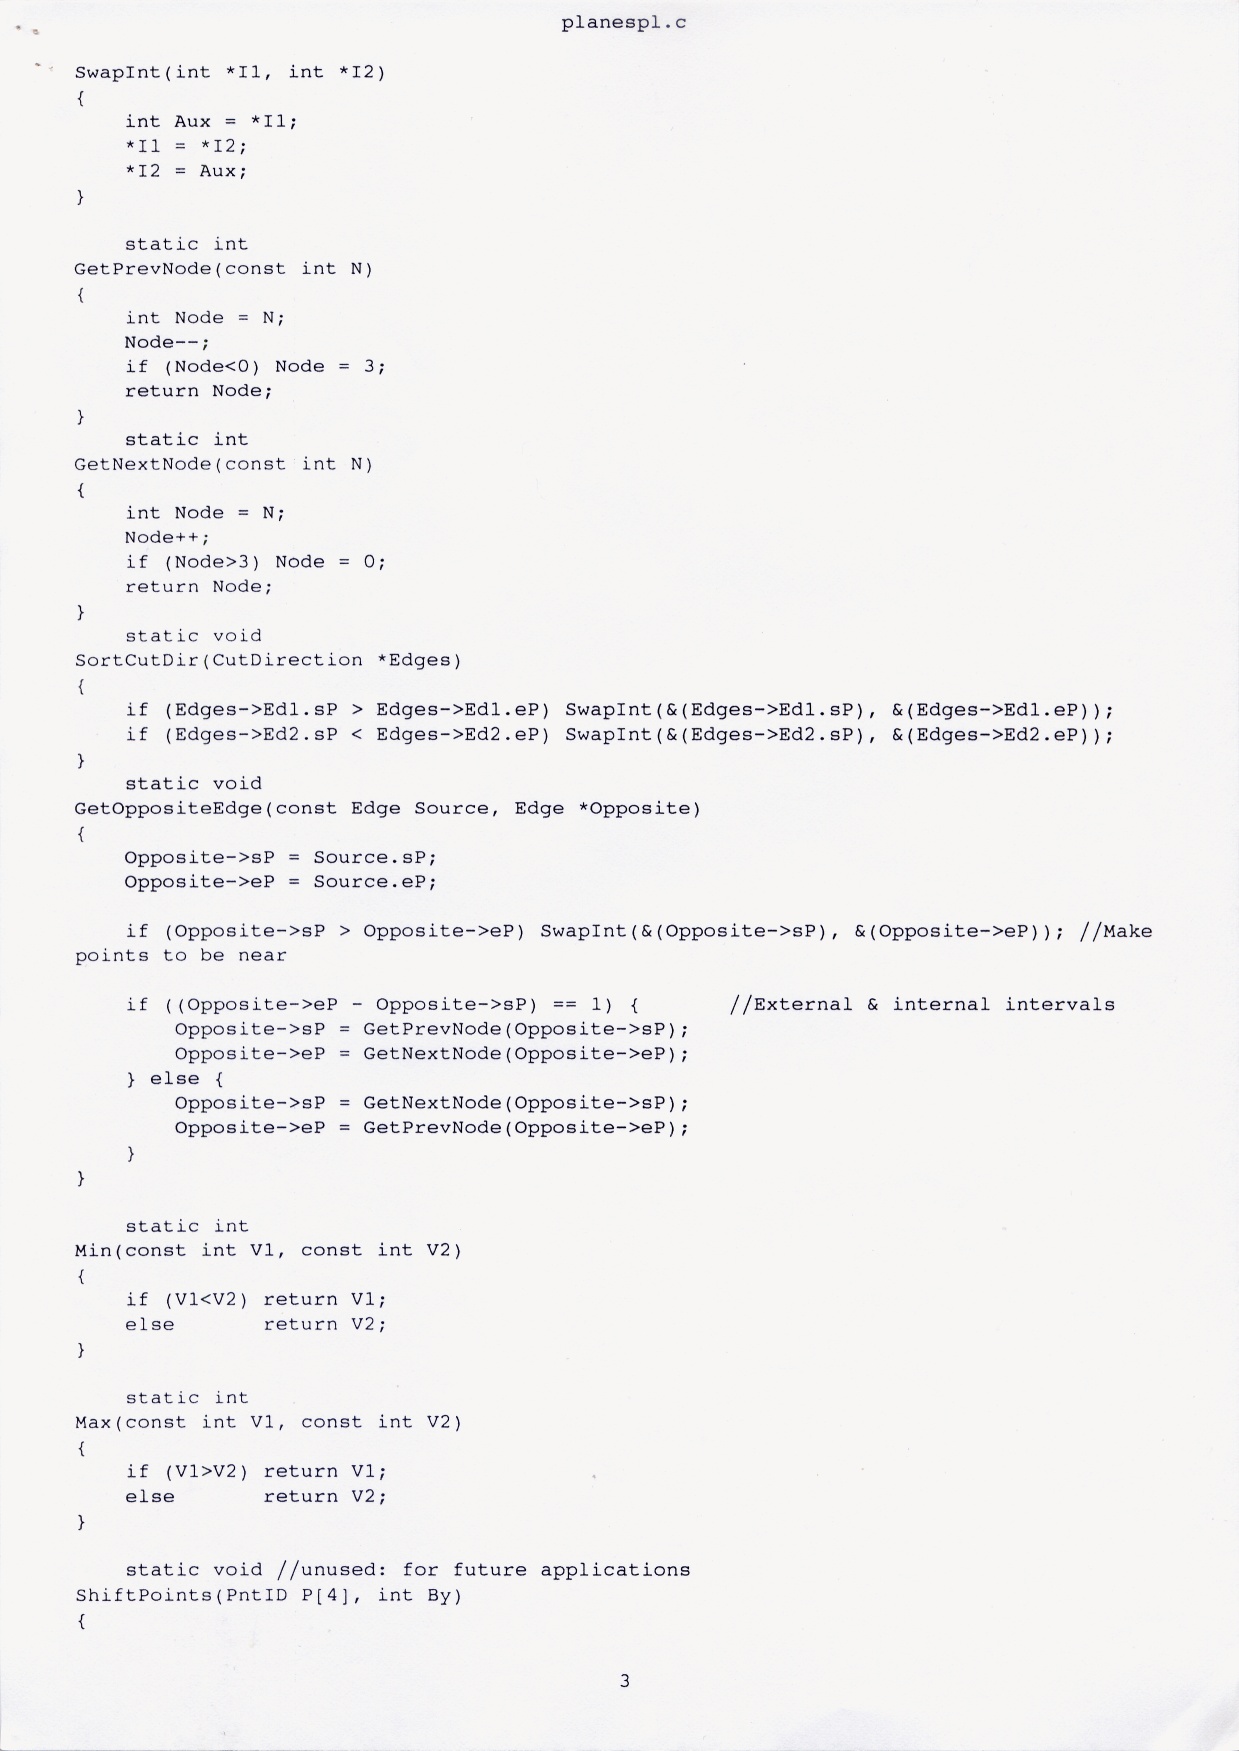 planespl.c
SwapInt(int *I1, int *I2)
{
    int Aux = *I1;
    *I1 = *I2;
    *I2 = Aux;
}

    static int
GetPrevNode(const int N)
{
    int Node = N;
    Node--;
    if (Node<0) Node = 3;
    return Node;
}
    static int
GetNextNode(const int N)
{
    int Node = N;
    Node++;
    if (Node>3) Node = 0;
    return Node;
}
    static void
SortCutDir(CutDirection *Edges)
{
    if (Edges->Ed1.sP > Edges->Ed1.eP) SwapInt(&(Edges->Ed1.sP), &(Edges->Ed1.eP));
    if (Edges->Ed2.sP < Edges->Ed2.eP) SwapInt(&(Edges->Ed2.sP), &(Edges->Ed2.eP));
}
    static void
GetOppositeEdge(const Edge Source, Edge *Opposite)
{
    Opposite->sP = Source.sP;
    Opposite->eP = Source.eP;

    if (Opposite->sP > Opposite->eP) SwapInt(&(Opposite->sP), &(Opposite->eP)); //Make
points to be near

    if ((Opposite->eP - Opposite->sP) == 1) {       //External & internal intervals
        Opposite->sP = GetPrevNode(Opposite->sP);
        Opposite->eP = GetNextNode(Opposite->eP);
    } else {
        Opposite->sP = GetNextNode(Opposite->sP);
        Opposite->eP = GetPrevNode(Opposite->eP);
    }
}

    static int
Min(const int V1, const int V2)
{
    if (V1<V2) return V1;
    else       return V2;
}

    static int
Max(const int V1, const int V2)
{
    if (V1>V2) return V1;
    else       return V2;
}

    static void //unused: for future applications
ShiftPoints(PntID P[4], int By)
{
3